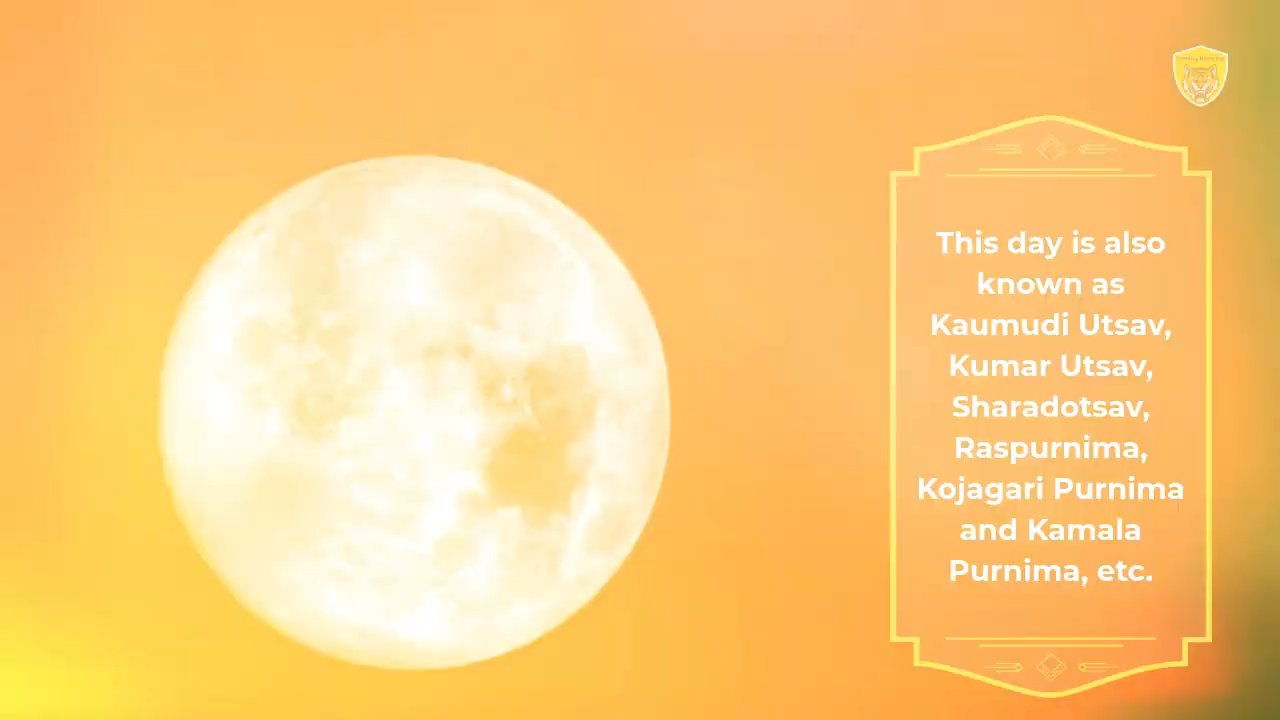 This day is also
known as
Kaumudi Utsav,
Kumar Utsav,
Sharadotsav,
Raspurnima,
Kojagari Purnima
and Kamala
Purnima, etc.